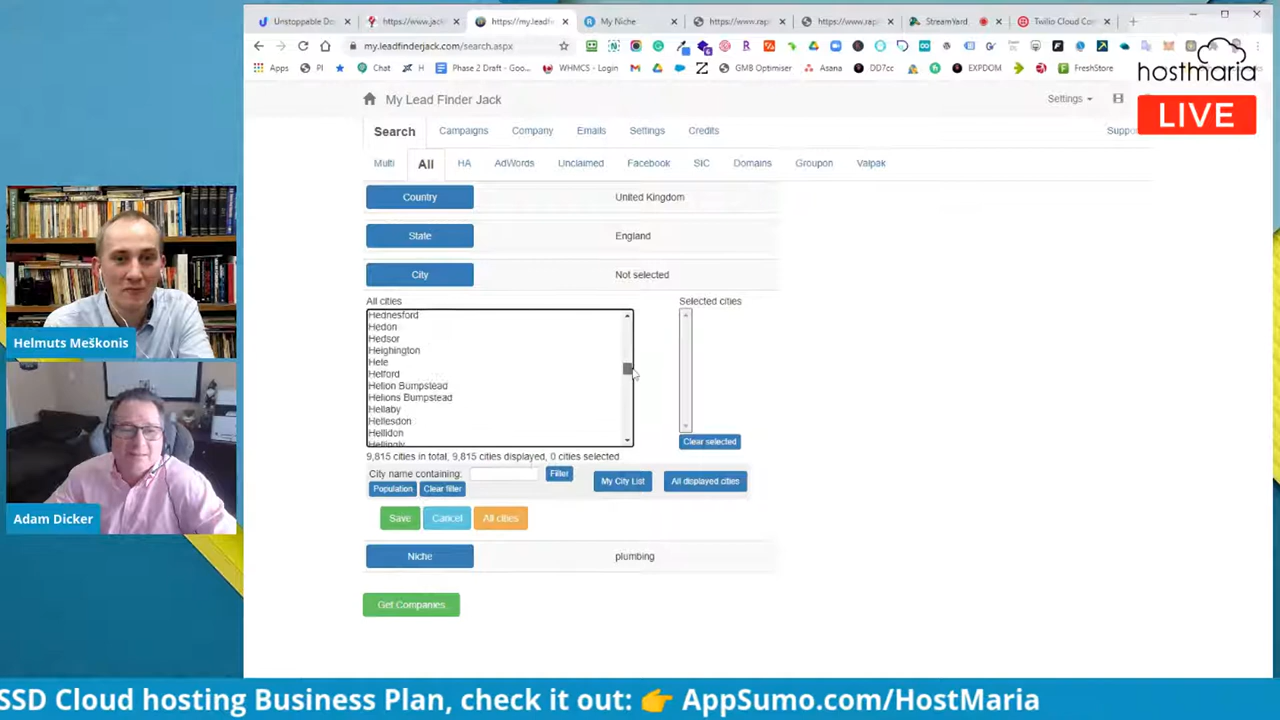 Unstoppable Do
https://www.jack
https://my.leadfi
My Niche
https://www.rapi
https://www.rapi
StreamYard
Twilio Cloud Co
my.leadfinderjack.com/search.aspx
Apps
PI
Chat
H
Phase 2 Draft - Goo...
WHMCS - Login
GMB Optimiser
Asana
DD7cc
EXPDOM
FreshStore
hostmaria
LIVE
My Lead Finder Jack
Settings
Search
Campaigns
Company
Emails
Settings
Credits
Multi
All
HA
AdWords
Unclaimed
Facebook
SIC
Domains
Groupon
Valpak
Country
United Kingdom
State
England
City
Not selected
All cities
Selected cities
Hednesford
Hedon
Hedsor
Heighington
Hele
Helford
Helion Bumpstead
Helions Bumpstead
Hellaby
Hellesdon
Hellidon
Hellingly
Clear selected
9,815 cities in total, 9,815 cities displayed, 0 cities selected
City name containing:
Filter
My City List
All displayed cities
Population
Clear filter
Save
Cancel
All cities
Niche
plumbing
Get Companies
Helmuts Meškonis
Adam Dicker
SSD Cloud hosting Business Plan, check it out: 👉 AppSumo.com/HostMaria